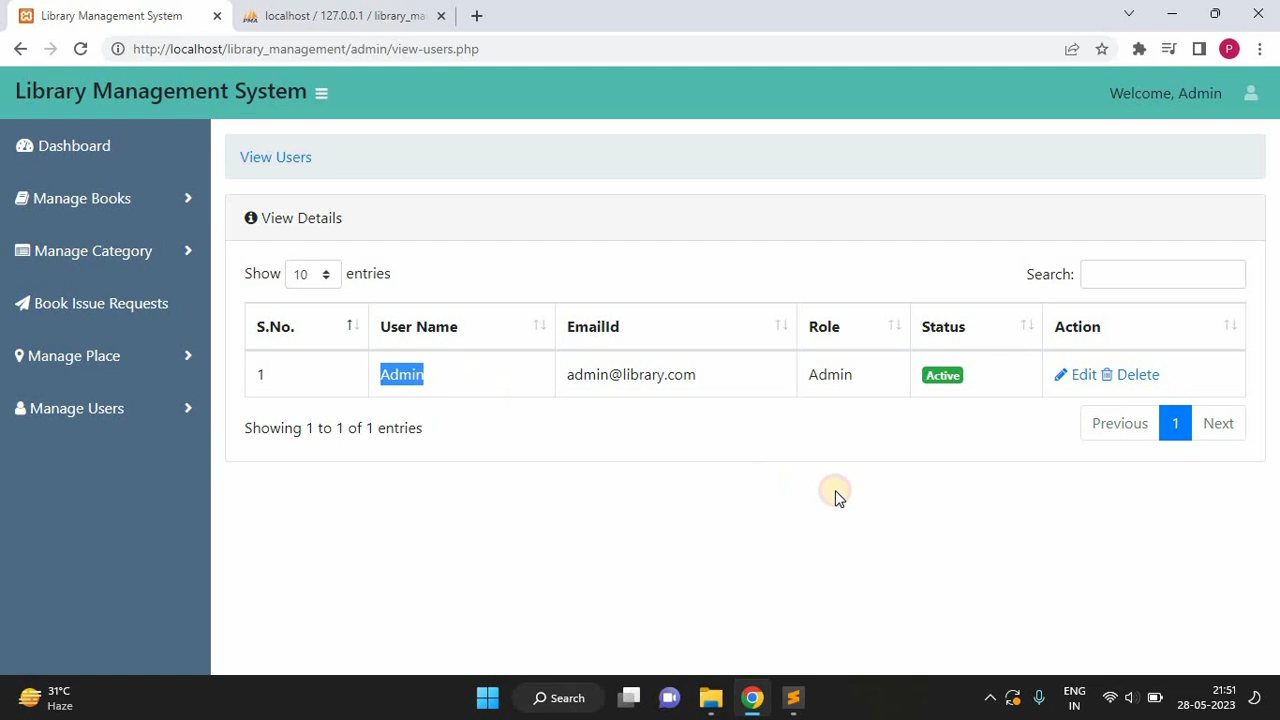 Library Management System
localhost / 127.0.0.1 / library_ma
http://localhost/library_management/admin/view-users.php
P
Library Management System
Welcome, Admin
Dashboard
Manage Books
Manage Category
Book Issue Requests
Manage Place
Manage Users
View Users
View Details
Show 10 entries
Search:
S.No. User Name EmailId Role Status Action
1 Admin admin@library.com Admin Active Edit Delete
Showing 1 to 1 of 1 entries
Previous 1 Next
31°C
Haze
Search
ENG
IN
21:51
28-05-2023